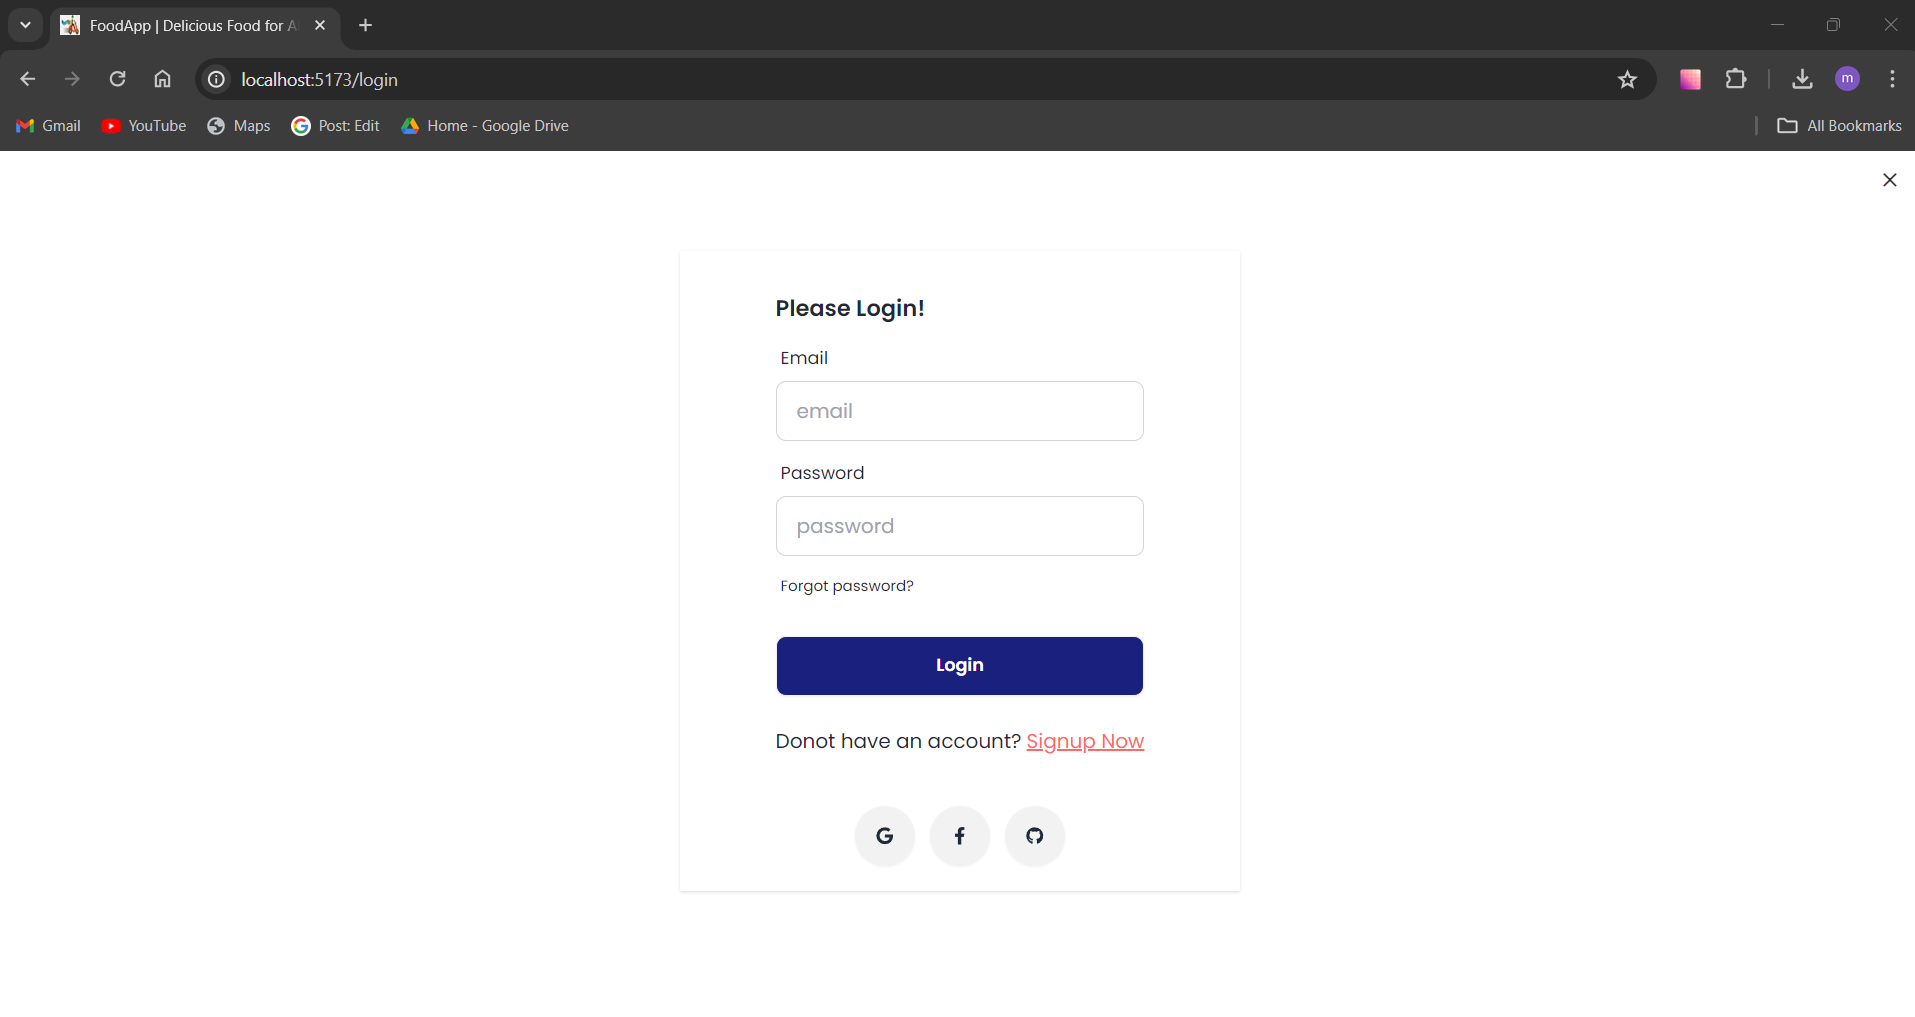 FoodApp | Delicious Food for A
localhost:5173/login
m
Gmail YouTube Maps Post: Edit Home - Google Drive All Bookmarks
Please Login!
Email
email
Password
password
Forgot password?
Login
Donot have an account? Signup Now